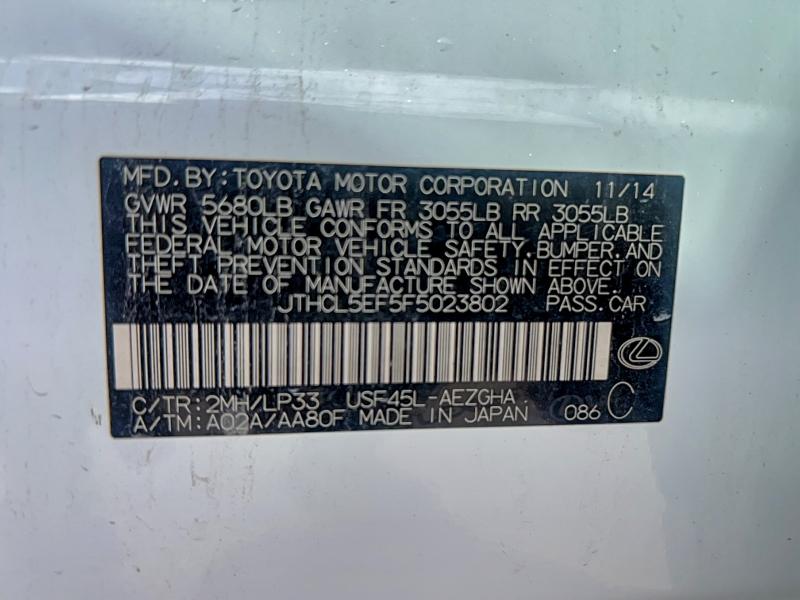 MFD. BY: TOYOTA MOTOR CORPORATION 11/14
GVWR 5680LB GAWR FR 3055LB RR 3055LB
THIS VEHICLE CONFORMS TO ALL APPLICABLE
FEDERAL MOTOR VEHICLE SAFETY, BUMPER, AND
THEFT PREVENTION STANDARDS IN EFFECT ON
THE DATE OF MANUFACTURE SHOWN ABOVE.
JTHCL5EF5F5023802 PASS. CAR
C/TR: 2MH/LP33 USF45L-AEZGHA
A/TM: A02A/AA80F MADE IN JAPAN 086 C